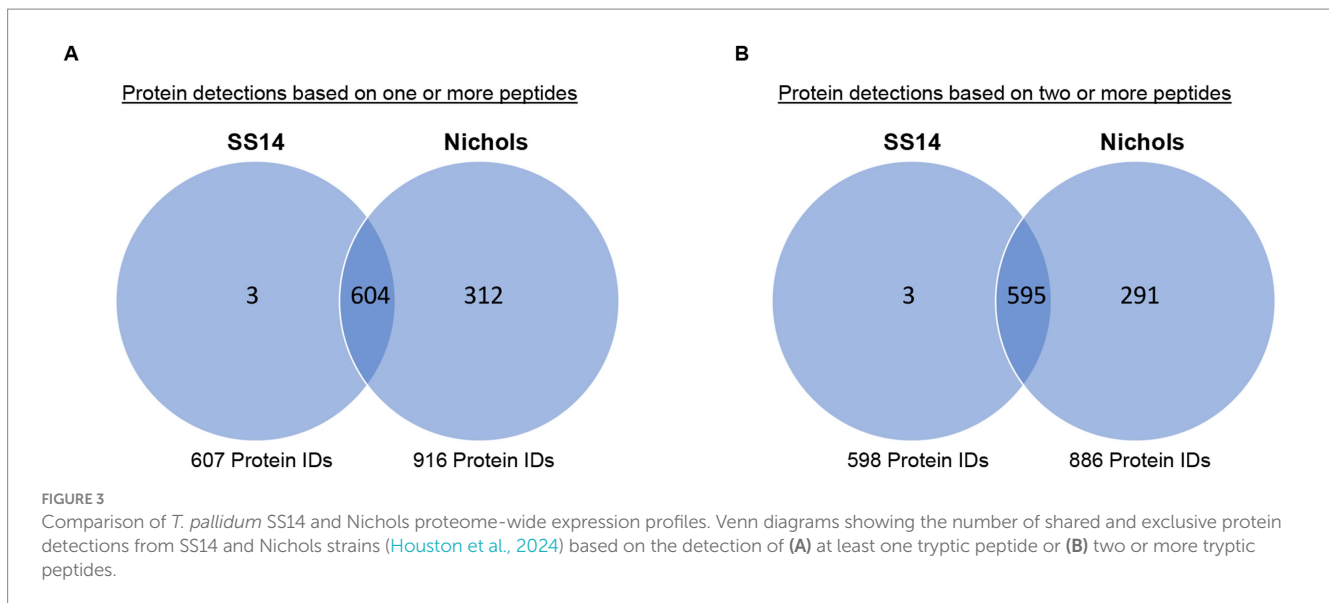 A
Protein detections based on one or more peptides
SS14
Nichols
3
604
312
607 Protein IDs
916 Protein IDs
B
Protein detections based on two or more peptides
SS14
Nichols
3
595
291
598 Protein IDs
886 Protein IDs
FIGURE 3
Comparison of T. pallidum SS14 and Nichols proteome-wide expression profiles. Venn diagrams showing the number of shared and exclusive protein
detections from SS14 and Nichols strains (Houston et al., 2024) based on the detection of (A) at least one tryptic peptide or (B) two or more tryptic
peptides.